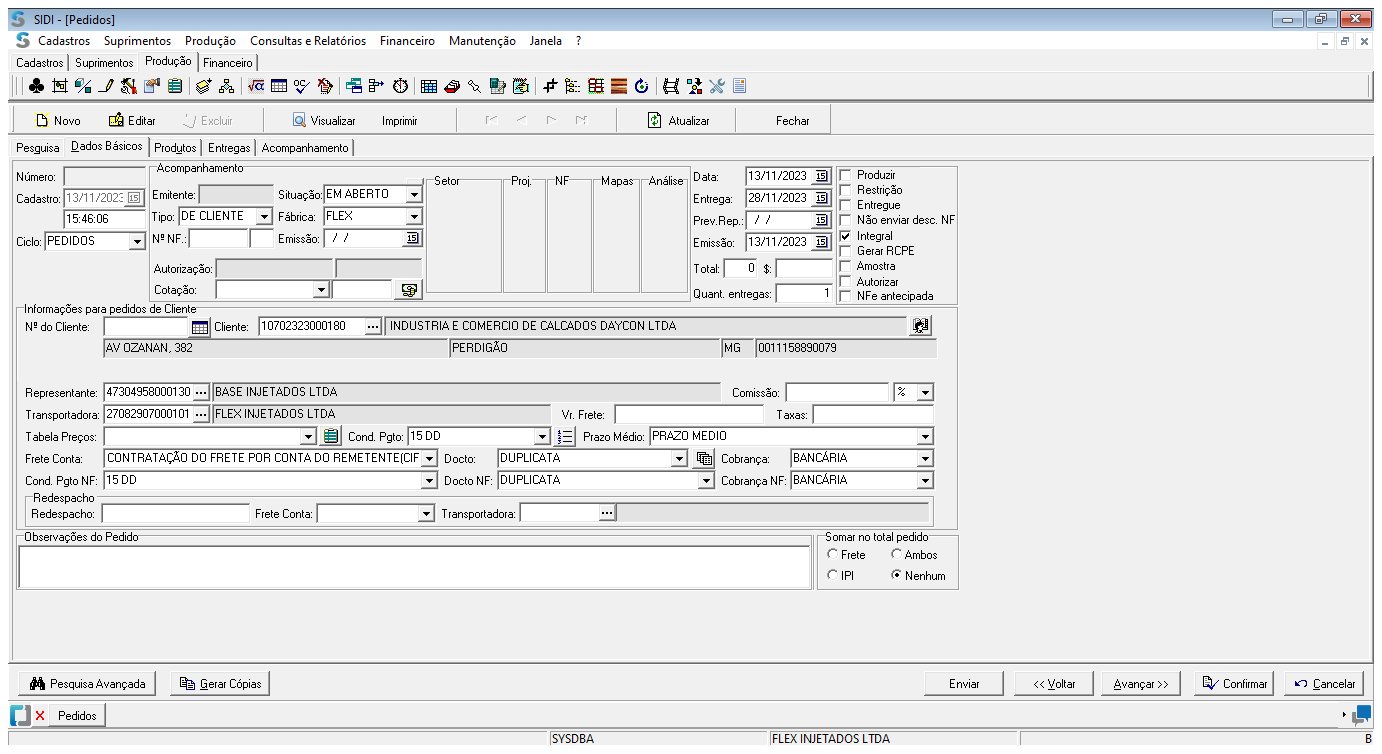 SIDI - [Pedidos]
Cadastros Suprimentos Produção Consultas e Relatórios Financeiro Manutenção Janela ?
Cadastros Suprimentos Produção Financeiro
Novo Editar Excluir Visualizar Imprimir Atualizar Fechar
Pesquisa Dados Básicos Produtos Entregas Acompanhamento
Número:
Cadastro: 13/11/2023 15
15:46:06
Ciclo: PEDIDOS
Acompanhamento
Emitente: Situação: EM ABERTO
Tipo: DE CLIENTE Fábrica: FLEX
Nº NF.: Emissão: / / 15
Autorização:
Cotação:
Setor Proj. NF Mapas Análise
Data: 13/11/2023 15
Entrega: 28/11/2023 15
Prev.Rep.: / / 15
Emissão: 13/11/2023 15
Total: 0 $:
Quant. entregas: 1
Produzir
Restrição
Entregue
Não enviar desc. NF
Integral
Gerar RCPE
Amostra
Autorizar
NFe antecipada
Informações para pedidos de Cliente
Nº do Cliente: Cliente: 10702323000180 ... INDUSTRIA E COMERCIO DE CALCADOS DAYCON LTDA
AV OZANAN, 382 PERDIGÃO MG 0011158890079
Representante: 47304958000130 ... BASE INJETADOS LTDA Comissão: %
Transportadora: 27082907000101 ... FLEX INJETADOS LTDA Vr. Frete: Taxas:
Tabela Preços: Cond. Pgto: 15 DD Prazo Médio: PRAZO MEDIO
Frete Conta: CONTRATAÇÃO DO FRETE POR CONTA DO REMETENTE(CIF Docto: DUPLICATA Cobrança: BANCÁRIA
Cond. Pgto NF: 15 DD Docto NF: DUPLICATA Cobrança NF: BANCÁRIA
Redespacho
Redespacho: Frete Conta: Transportadora: ...
Observações do Pedido
Somar no total pedido
Frete Ambos
IPI Nenhum
Pesquisa Avançada Gerar Cópias Enviar << Voltar Avançar >> Confirmar Cancelar
Pedidos
SYSDBA FLEX INJETADOS LTDA B